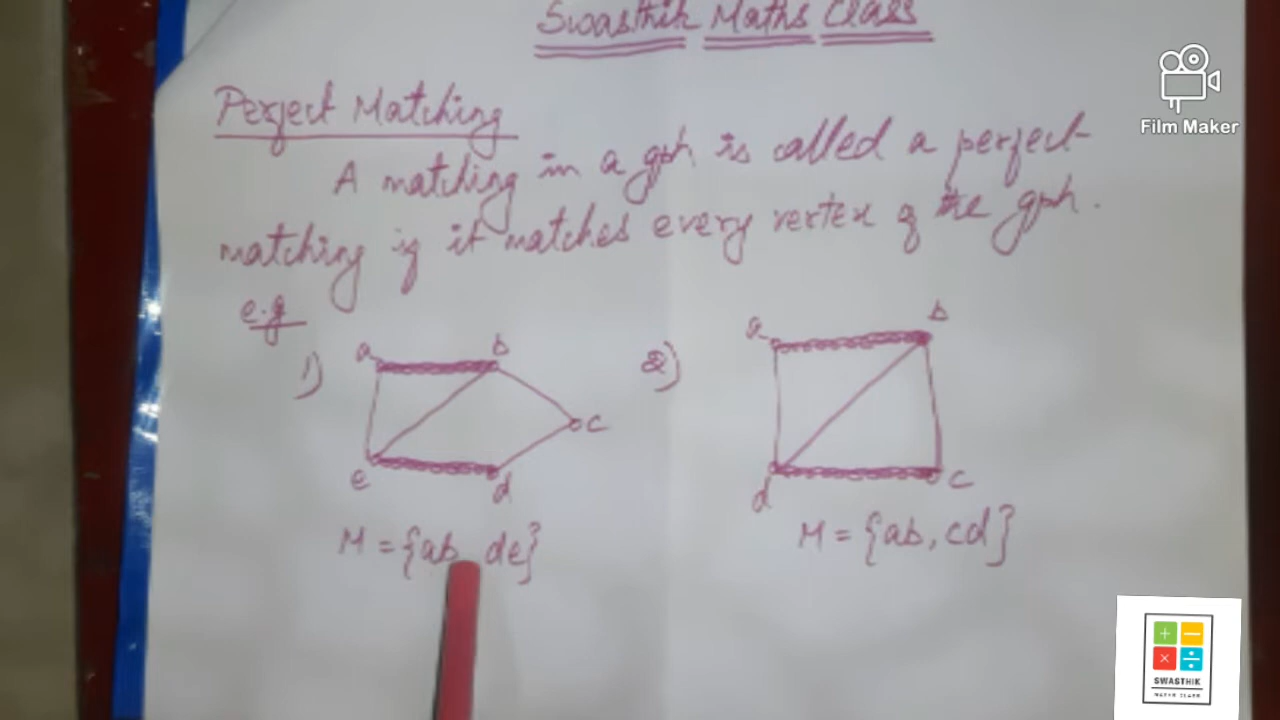 Swasthik Maths Class
Film Maker
Perfect Matching
A matching in a gph is called a perfect
matching if it matches every vertex of the gph.
e.g
1)
a b
c
e d
M = {ab, de}
2)
a b
d c
M = {ab, cd}
SWASTHIK